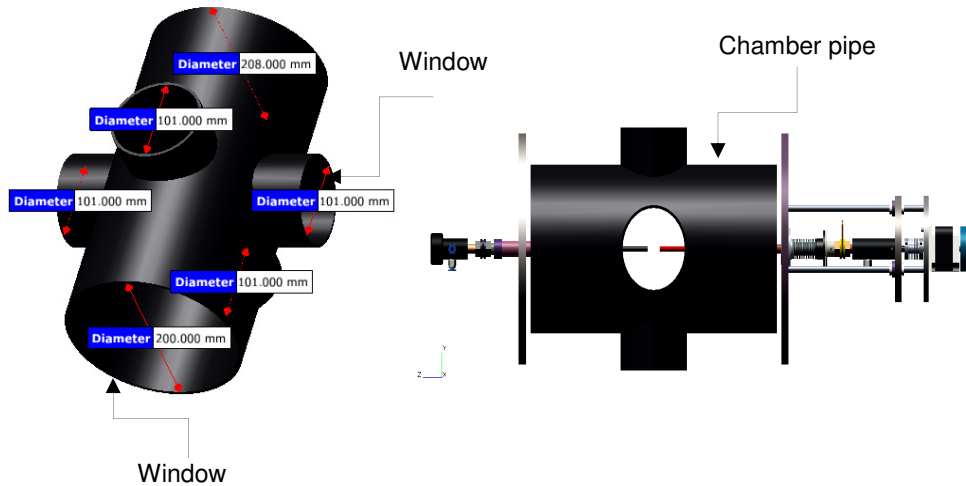 Diameter 208.000 mm
Window
Chamber pipe
Diameter 101.000 mm
Diameter 101.000 mm
Diameter 101.000 mm
Diameter 101.000 mm
Diameter 200.000 mm
Window
Y
Z
X